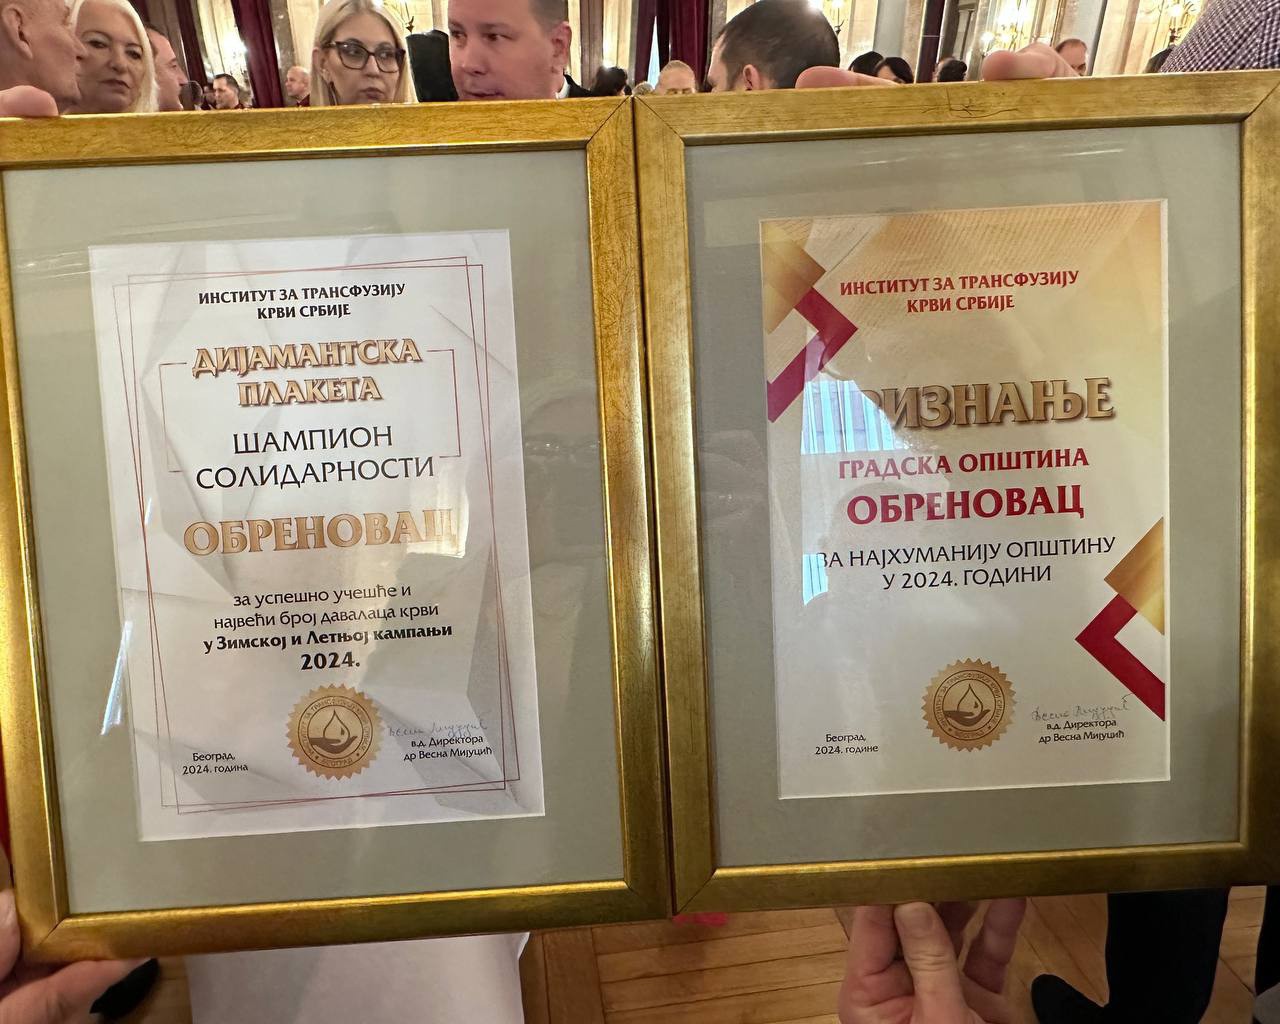 ИНСТИТУТ ЗА ТРАНСФУЗИЈУ
КРВИ СРБИЈЕ
ДИЈАМАНТСКА
ПЛАКЕТА
ШАМПИОН
СОЛИДАРНОСТИ
ОБРЕНОВАЦ
за успешно учешће и
највећи број давалаца крви
у Зимској и Летњој кампањи
2024.
Београд,
2024. година
в.д. Директора
др Весна Мијуцић
ИНСТИТУТ ЗА ТРАНСФУЗИЈУ
КРВИ СРБИЈЕ
ПРИЗНАЊЕ
ГРАДСКА ОПШТИНА
ОБРЕНОВАЦ
ЗА НАЈХУМАНИЈУ ОПШТИНУ
У 2024. ГОДИНИ
Београд,
2024. године
в.д. Директора
др Весна Мијуцић